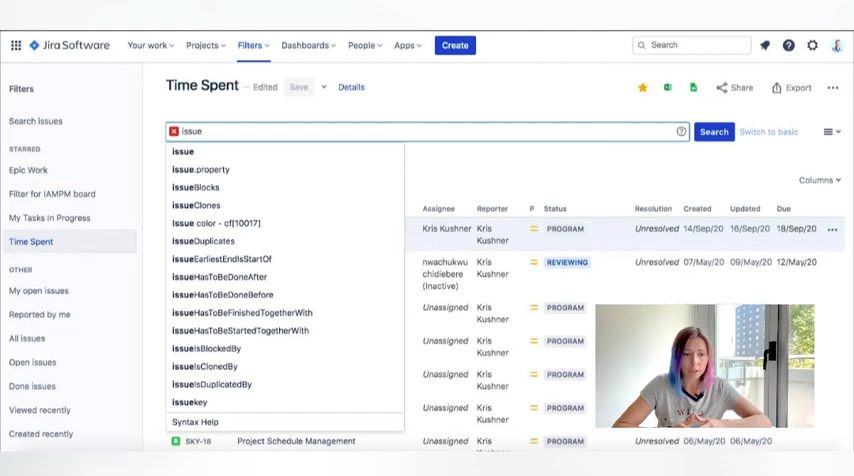 Jira Software Your work Projects Filters Dashboards People Apps Create Search
Filters
Search issues
STARRED
Epic Work
Filter for IAMPM board
My Tasks in Progress
Time Spent
OTHER
My open issues
Reported by me
All issues
Open issues
Done issues
Viewed recently
Created recently
Time Spent — Edited Save Details Share Export
issue Search Switch to basic
issue
issue.property
issueBlocks
issueClones
Issue color - cf[10017]
issueDuplicates
issueEarliestEndIsStartOf
issueHasToBeDoneAfter
issueHasToBeDoneBefore
issueHasToBeFinishedTogetherWith
issueHasToBeStartedTogetherWith
issueIsBlockedBy
issueIsClonedBy
issueIsDuplicatedBy
issuekey
Syntax Help
Columns
Assignee Reporter P Status Resolution Created Updated Due
Kris Kushner Kris Kushner PROGRAM Unresolved 14/Sep/20 16/Sep/20 18/Sep/20
nwachukwu chidiebere (Inactive) Kris Kushner REVIEWING Unresolved 07/May/20 09/May/20 12/May/20
Unassigned Kris Kushner PROGRAM
Unassigned Kris Kushner PROGRAM
Unassigned Kris Kushner PROGRAM
Unassigned Kris Kushner PROGRAM
SKY-18 Project Schedule Management Unassigned Kris PROGRAM Unresolved 06/May/20 06/May/20